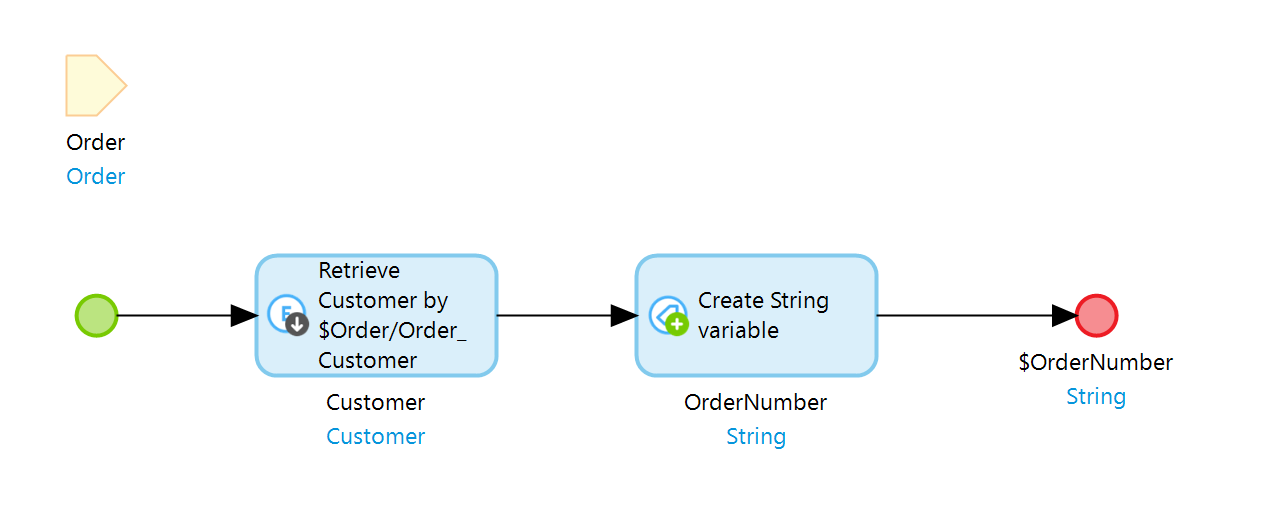 Order
Order
Retrieve
Customer by
$Order/Order_
Customer
Customer
Customer
E
Create String
variable
OrderNumber
String
$OrderNumber
String